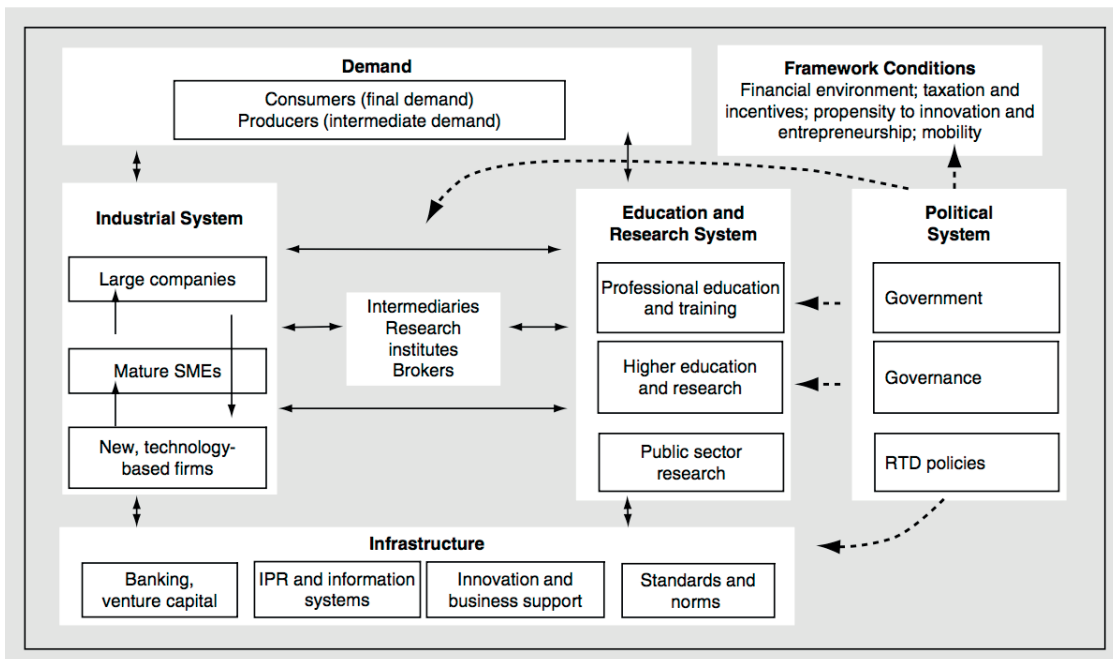 Demand
Consumers (final demand)
Producers (intermediate demand)
Framework Conditions
Financial environment; taxation and
incentives; propensity to innovation and
entrepreneurship; mobility
Industrial System
Large companies
Mature SMEs
New, technology-
based firms
Intermediaries
Research
institutes
Brokers
Education and
Research System
Professional education
and training
Higher education
and research
Public sector
research
Political
System
Government
Governance
RTD policies
Infrastructure
Banking,
venture capital
IPR and information
systems
Innovation and
business support
Standards and
norms